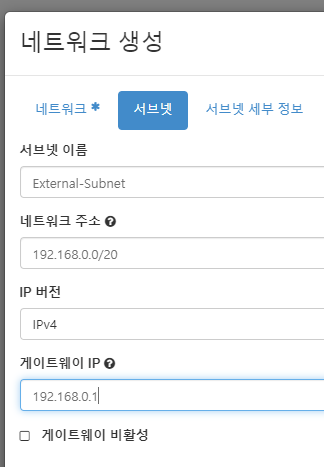 네트워크 생성
네트워크 * 서브넷 서브넷 세부 정보
서브넷 이름
External-Subnet
네트워크 주소
192.168.0.0/20
IP 버전
IPv4
게이트웨이 IP
192.168.0.1
게이트웨이 비활성